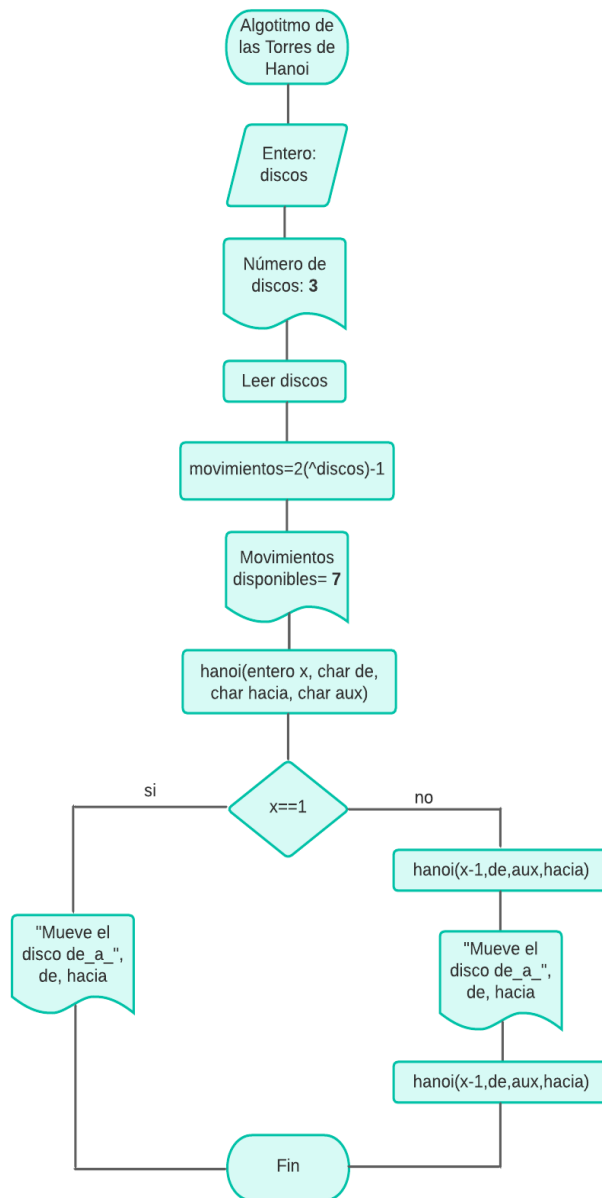 Algotitmo de
las Torres de
Hanoi
Entero:
discos
Número de
discos: 3
Leer discos
movimientos=2(^discos)-1
Movimientos
disponibles= 7
hanoi(entero x, char de,
char hacia, char aux)
x==1
si
no
hanoi(x-1,de,aux,hacia)
"Mueve el
disco de_a_",
de, hacia
"Mueve el
disco de_a_",
de, hacia
hanoi(x-1,de,aux,hacia)
Fin